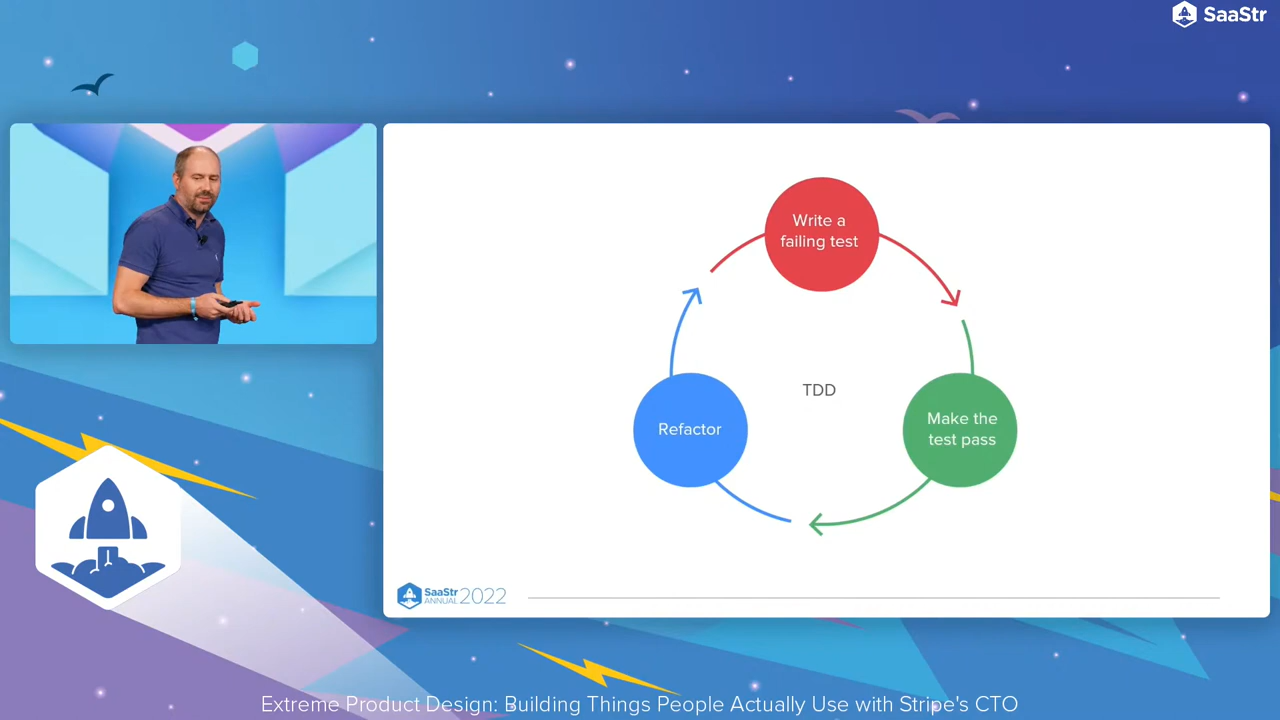 SaaStr
Write a
failing test
TDD
Refactor
Make the
test pass
SaaStr
ANNUAL 2022
Extreme Product Design: Building Things People Actually Use with Stripe's CTO